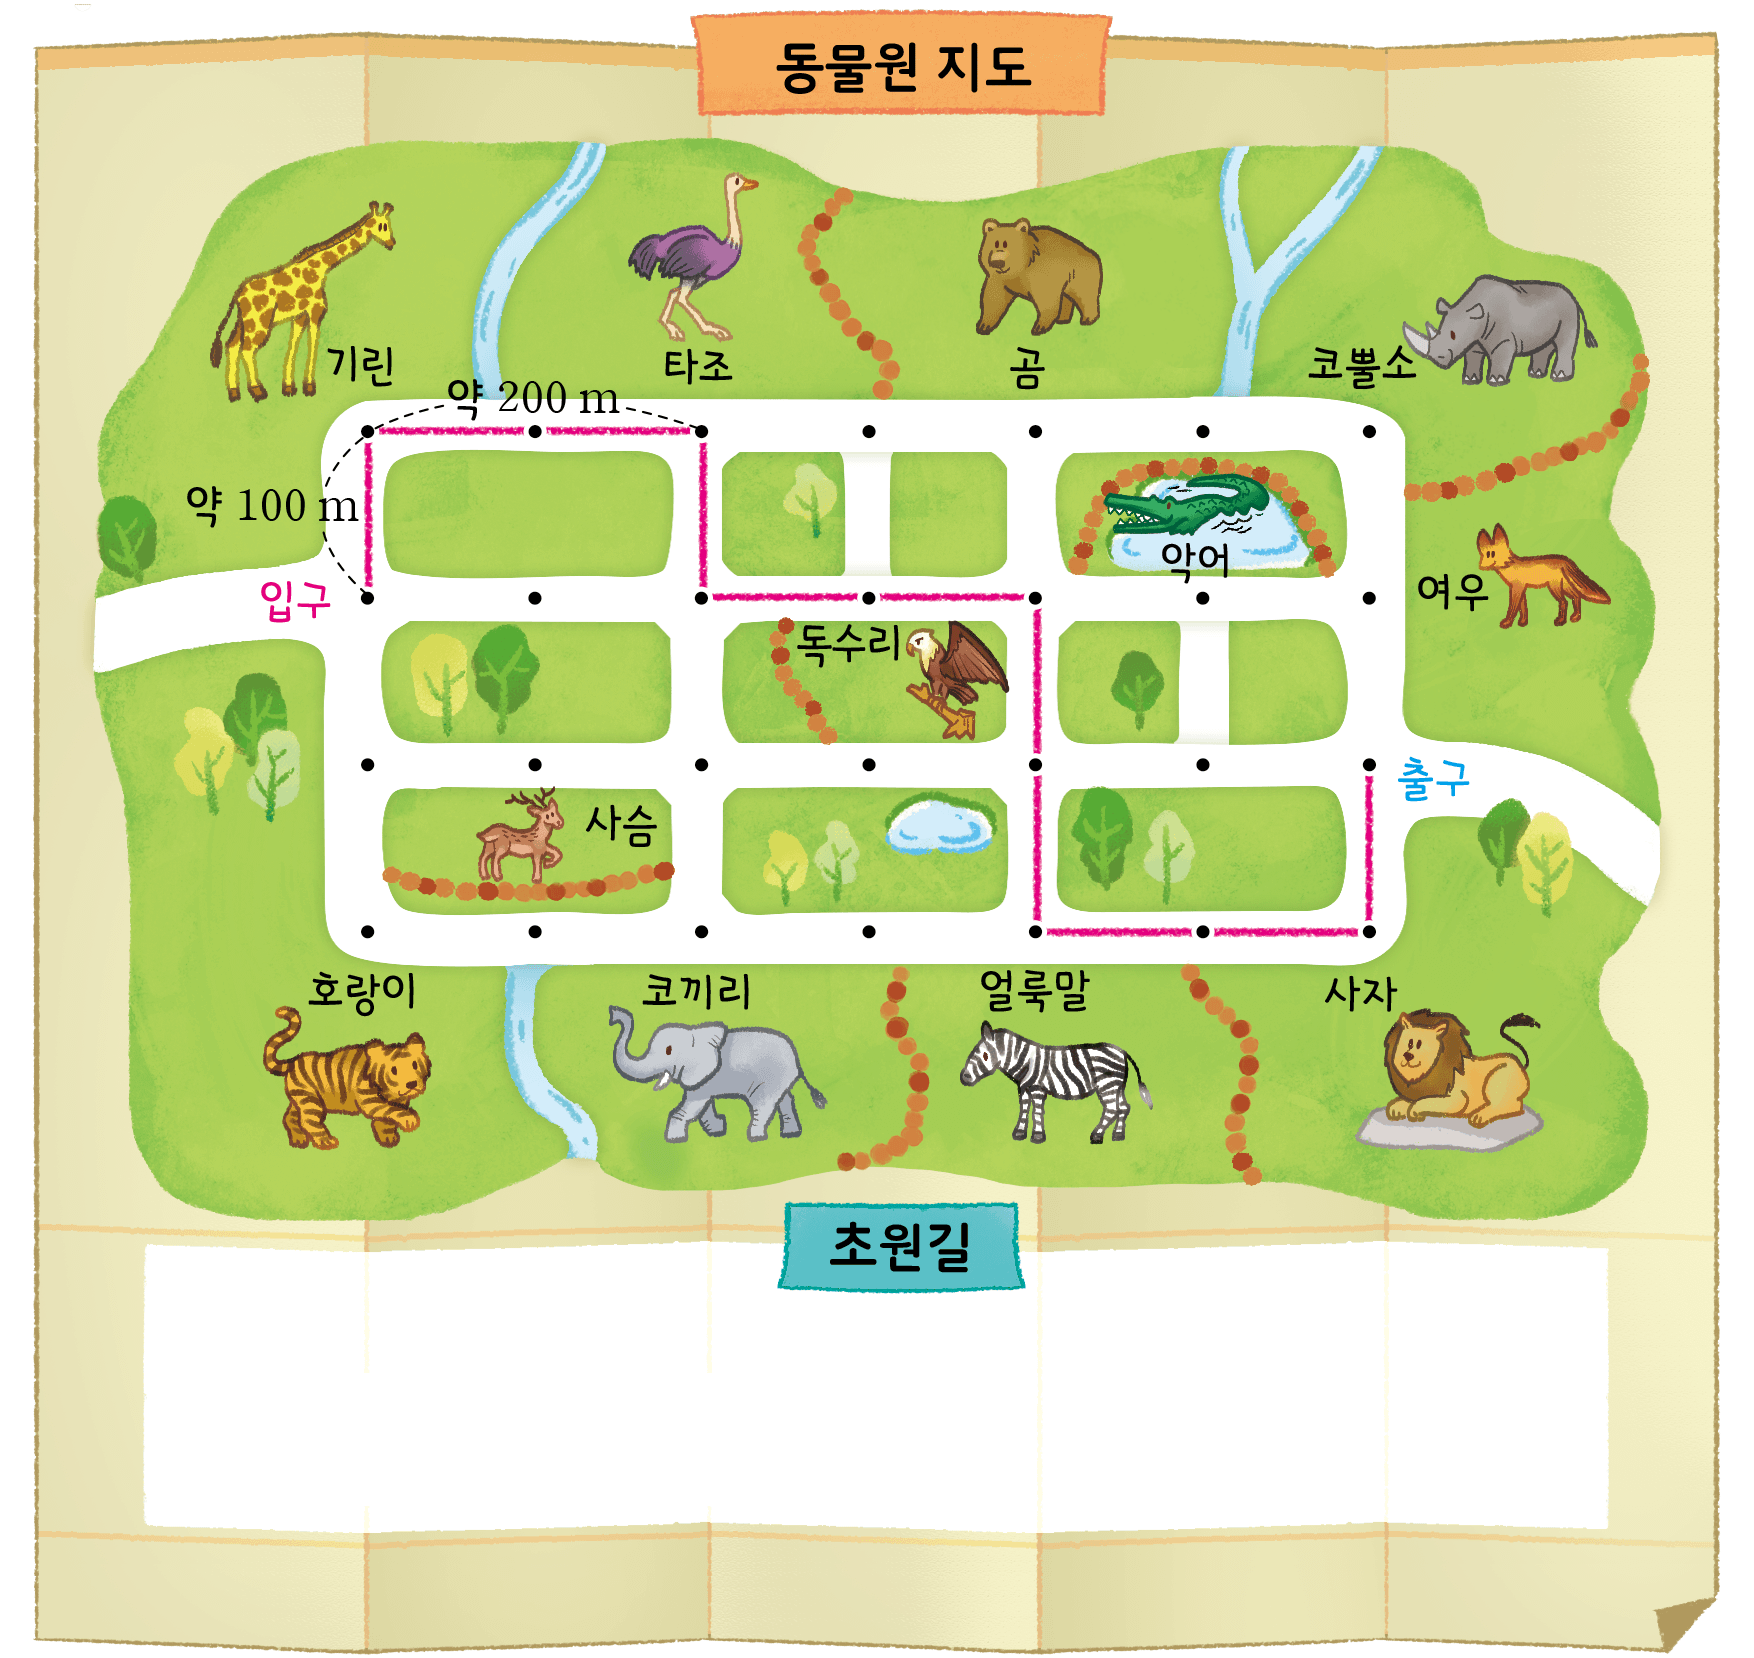 동물원 지도
기린
타조
곰
코뿔소
약 200 m
약 100 m
악어
입구
여우
독수리
출구
사슴
호랑이
코끼리
얼룩말
사자
초원길